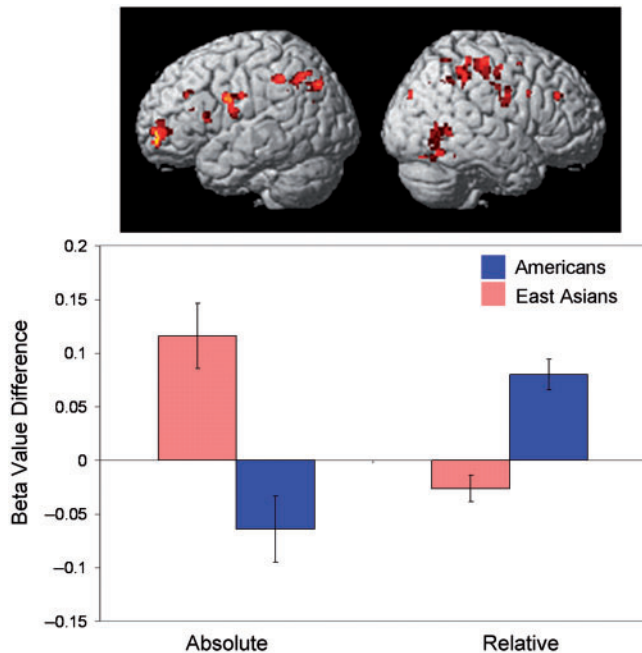 0.2
0.15
0.1
0.05
0
–0.05
–0.1
–0.15
Beta Value Difference
Americans
East Asians
Absolute Relative